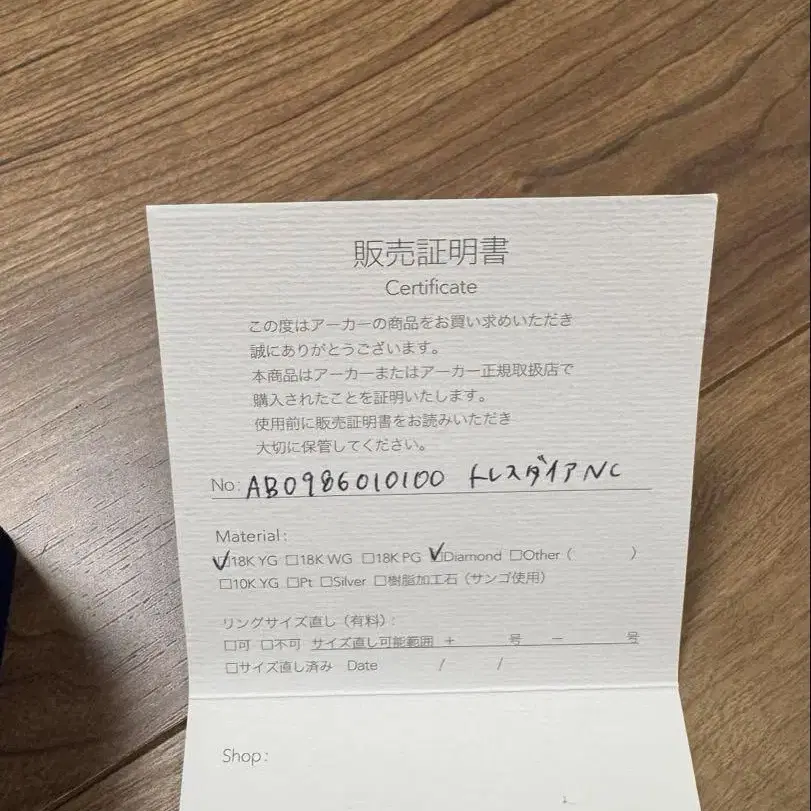 販売証明書
Certificate
この度はアーカーの商品をお買い求めいただき
誠にありがとうございます。
本商品はアーカーまたはアーカー正規取扱店で
購入されたことを証明いたします。
使用前に販売証明書をお読みいただき
大切に保管してください。
No: AB0986010100 トレスダイアNC
Material:
☑18K YG □18K WG □18K PG ☑Diamond □Other（ ）
□10K YG □Pt □Silver □樹脂加工石（サンゴ使用）
リングサイズ直し（有料）:
□可 □不可 サイズ直し可能範囲 + 号 － 号
□サイズ直し済み Date / /
Shop: